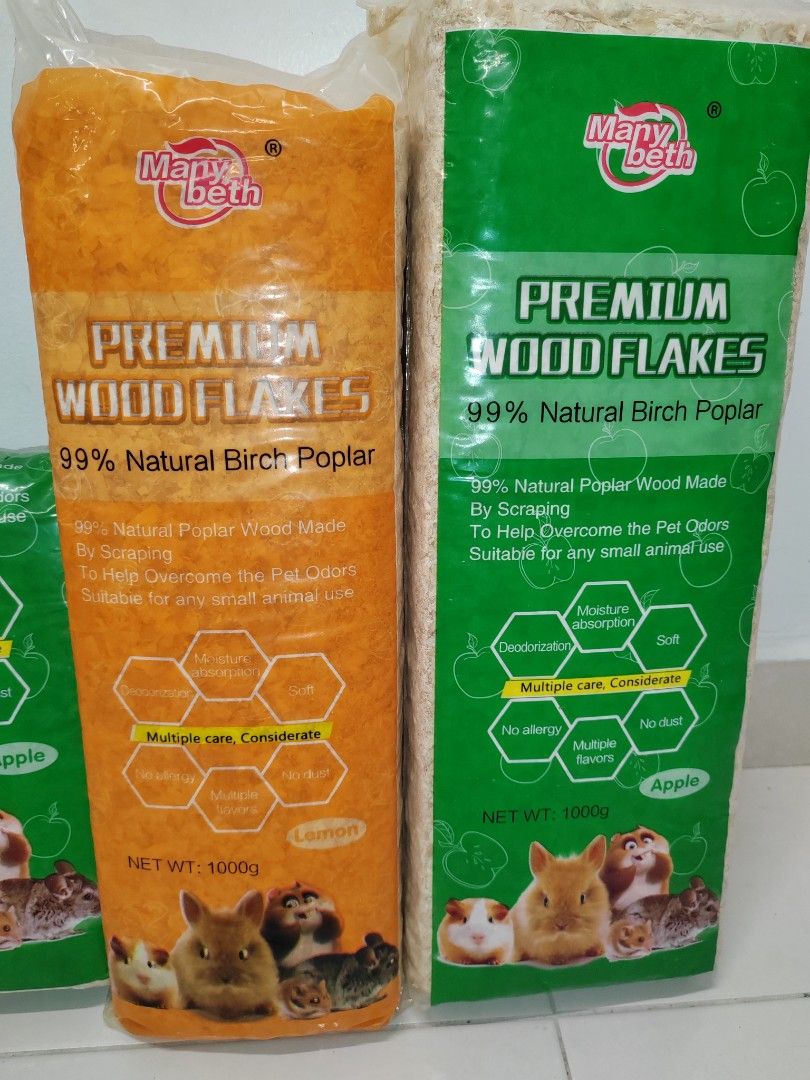 Many
beth
®
PREMIUM
WOOD FLAKES
99% Natural Birch Poplar
99% Natural Poplar Wood Made
By Scraping
To Help Overcome the Pet Odors
Suitable for any small animal use
Moisture
absorption
Deodorization
Soft
Multiple care, Considerate
No allergy
No dust
Multiple
flavors
Lemon
NET WT: 1000g
Many
beth
®
PREMIUM
WOOD FLAKES
99% Natural Birch Poplar
99% Natural Poplar Wood Made
By Scraping
To Help Overcome the Pet Odors
Suitable for any small animal use
Moisture
absorption
Deodorization
Soft
Multiple care, Considerate
No allergy
No dust
Multiple
flavors
Apple
NET WT: 1000g